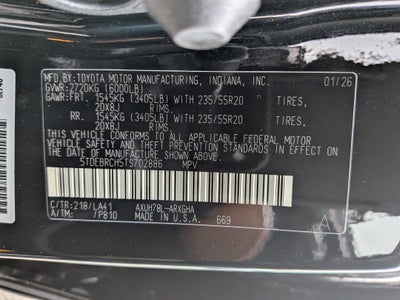 MFD.BY:TOYOTA MOTOR MANUFACTURING, INDIANA, INC. 01/26
GVWR:2720KG (6000LB)
GAWR:FRT. 1545KG (3405LB) WITH 235/55R20 TIRES,
20X8J RIMS
RR. 1545KG (3405LB) WITH 235/55R20 TIRES,
20X8J RIMS
THIS VEHICLE CONFORMS TO ALL APPLICABLE FEDERAL MOTOR
VEHICLE SAFETY AND THEFT PREVENTION STANDARDS IN EFFECT
ON THE DATE OF MANUFACTURE SHOWN ABOVE.
5TDEBRCH5TS702886 MPV
C/TR:218/LA41 AXUH78L-ARXGHA
A/TM: /P810 669 A